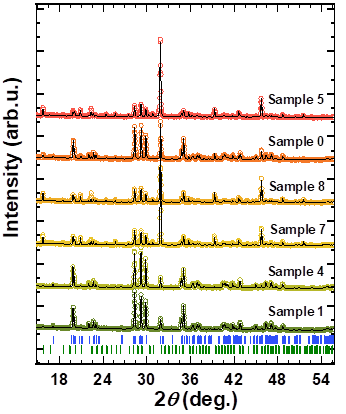 Intensity (arb.u.)
Sample 5
Sample 0
Sample 8
Sample 7
Sample 4
Sample 1
18 24 30 36 42 48 54
2θ (deg.)